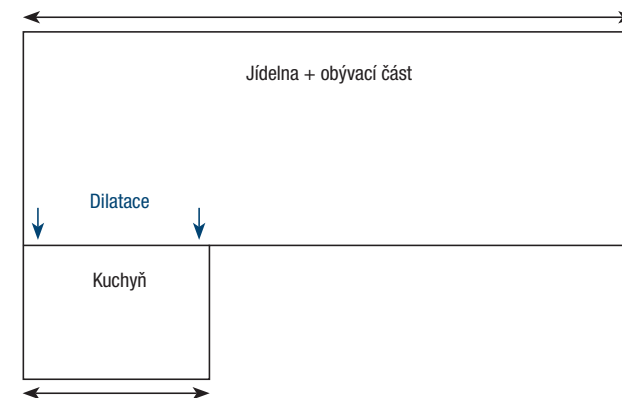 Jídelna + obývací část
Dilatace
Kuchyň